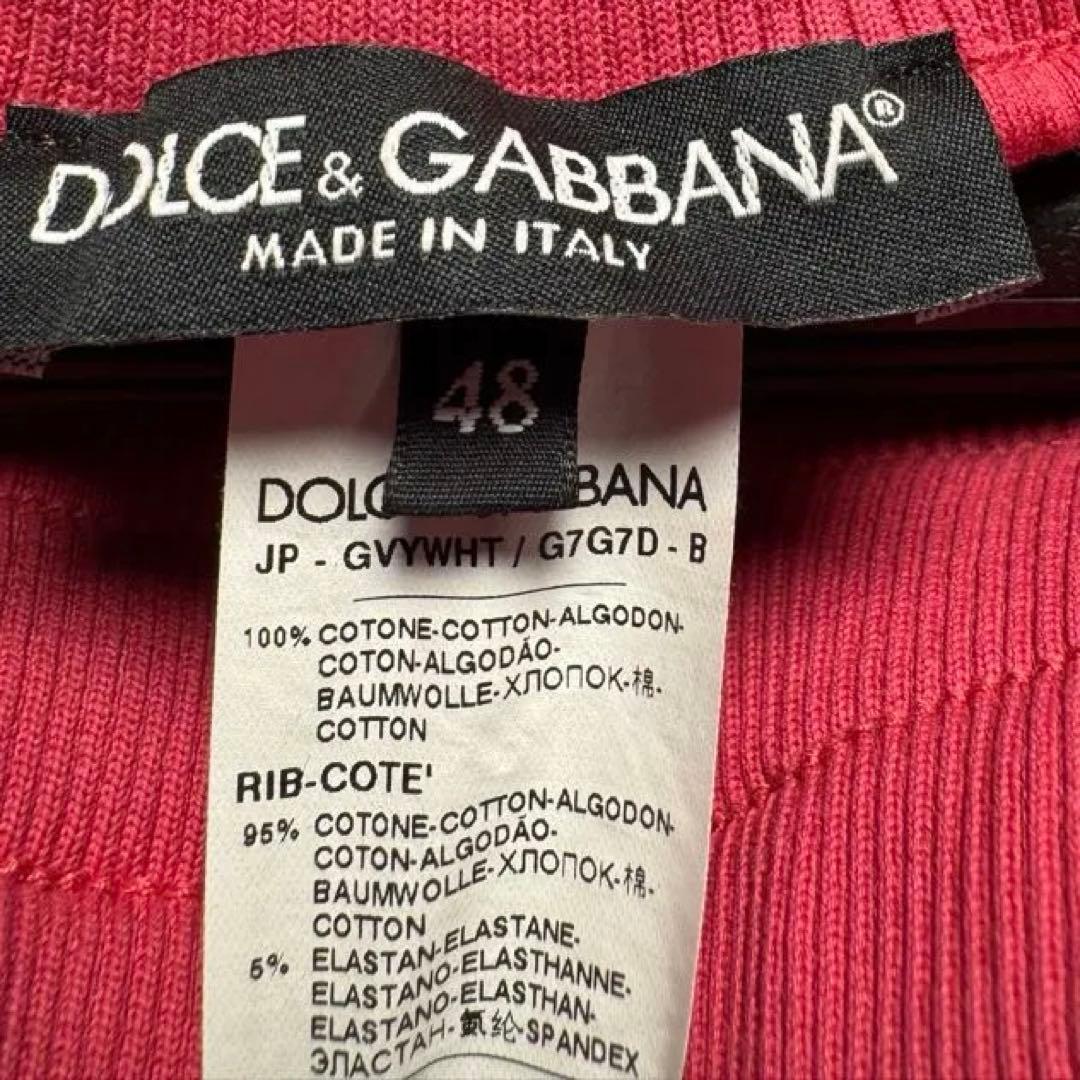 DOLCE & GABBANA®
MADE IN ITALY
48
DOLC BANA
JP - GVYWHT / G7G7D - B
100% COTONE-COTTON-ALGODON-
COTON-ALGODÃO-
BAUMWOLLE-ХЛОПОК-棉-
COTTON
RIB-COTE'
95% COTONE-COTTON-ALGODON-
COTON-ALGODÃO-
BAUMWOLLE-ХЛОПОК-棉-
COTTON
5% ELASTAN-ELASTANE-
ELASTANO-ELASTHANNE-
ELASTANO-ELASTHAN-
ЭЛАСТАН-氨纶-SPANDEX